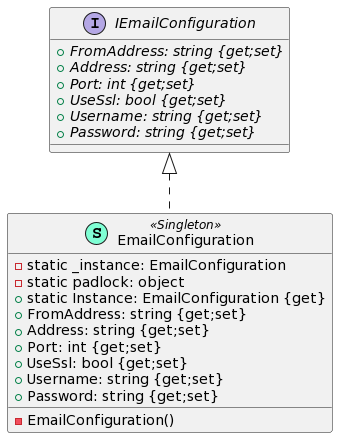 I IEmailConfiguration
FromAddress: string {get;set}
Address: string {get;set}
Port: int {get;set}
UseSsl: bool {get;set}
Username: string {get;set}
Password: string {get;set}
«Singleton»
S EmailConfiguration
static _instance: EmailConfiguration
static padlock: object
static Instance: EmailConfiguration {get}
FromAddress: string {get;set}
Address: string {get;set}
Port: int {get;set}
UseSsl: bool {get;set}
Username: string {get;set}
Password: string {get;set}
EmailConfiguration()